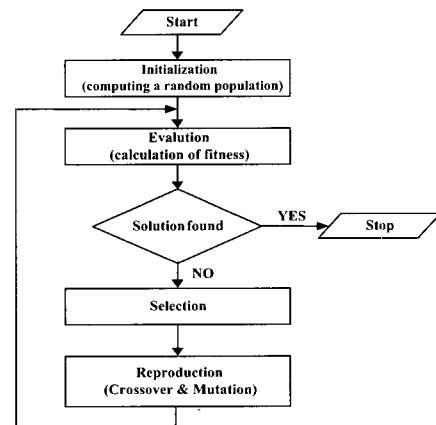 Start
Initialization
(computing a random population)
Evalution
(calculation of fitness)
Solution found
YES
Stop
NO
Selection
Reproduction
(Crossover & Mutation)